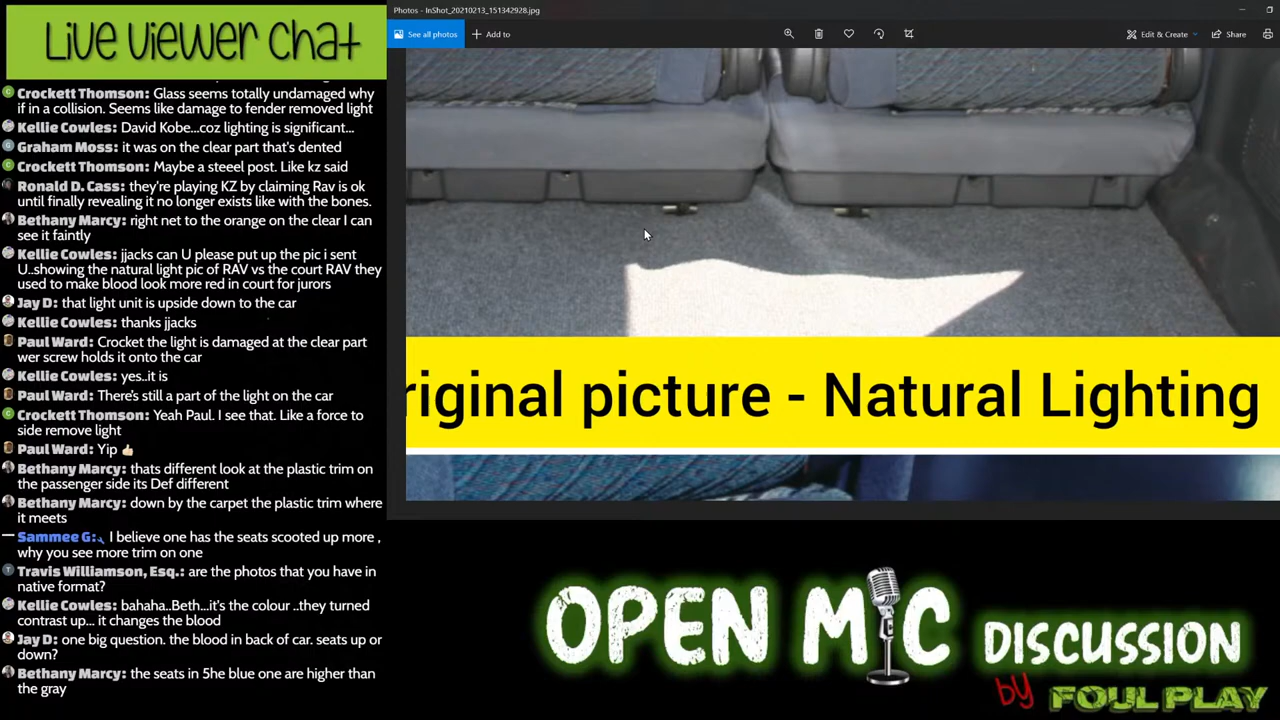 Live viewer chat
Crockett Thomson: Glass seems totally undamaged why
if in a collision. Seems like damage to fender removed light
Kellie Cowles: David Kobe...coz lighting is significant...
Graham Moss: it was on the clear part that's dented
Crockett Thomson: Maybe a steeel post. Like kz said
Ronald D. Cass: they're playing KZ by claiming Rav is ok
until finally revealing it no longer exists like with the bones.
Bethany Marcy: right net to the orange on the clear I can
see it faintly
Kellie Cowles: jjacks can U please put up the pic i sent
U..showing the natural light pic of RAV vs the court RAV they
used to make blood look more red in court for jurors
Jay D: that light unit is upside down to the car
Kellie Cowles: thanks jjacks
Paul Ward: Crocket the light is damaged at the clear part
wer screw holds it onto the car
Kellie Cowles: yes..it is
Paul Ward: There's still a part of the light on the car
Crockett Thomson: Yeah Paul. I see that. Like a force to
side remove light
Paul Ward: Yip 👍🏻
Bethany Marcy: thats different look at the plastic trim on
the passenger side its Def different
Bethany Marcy: down by the carpet the plastic trim where
it meets
Sammee G: I believe one has the seats scooted up more ,
why you see more trim on one
Travis Williamson, Esq.: are the photos that you have in
native format?
Kellie Cowles: bahaha..Beth...it's the colour ..they turned
contrast up... it changes the blood
Jay D: one big question. the blood in back of car. seats up or
down?
Bethany Marcy: the seats in 5he blue one are higher than
the gray
Photos - InShot_20210213_151342928.jpg
See all photos
Add to
Edit & Create
Share
riginal picture - Natural Lighting
OPEN MIC DISCUSSION
by FOUL PLAY